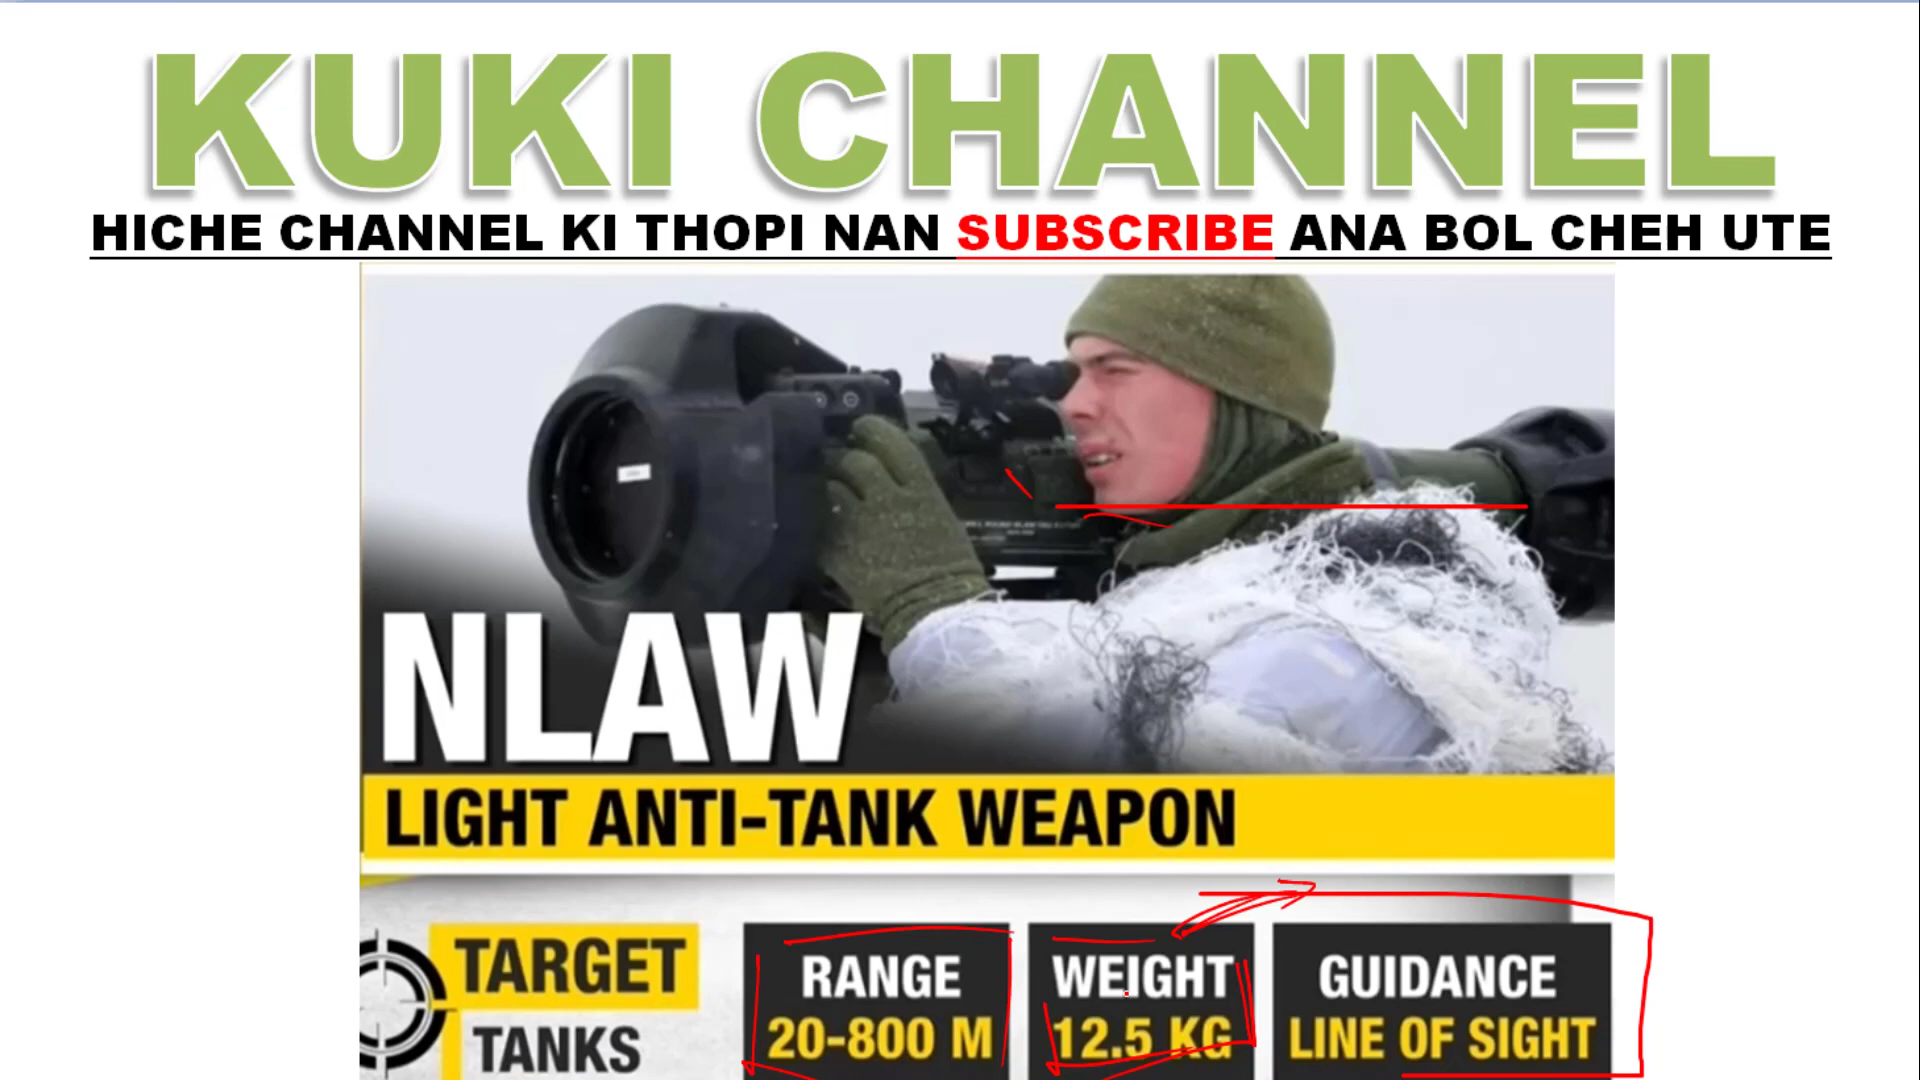 KUKI CHANNEL
HICHE CHANNEL KI THOPI NAN SUBSCRIBE ANA BOL CHEH UTE
NLAW
LIGHT ANTI-TANK WEAPON
TARGET
TANKS
RANGE
20-800 M
WEIGHT
12.5 KG
GUIDANCE
LINE OF SIGHT